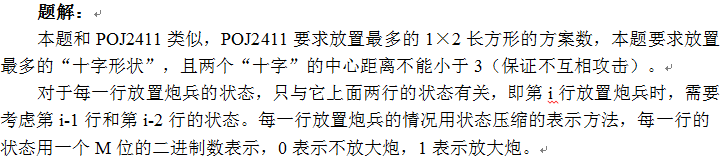 题解：
本题和 POJ2411 类似，POJ2411 要求放置最多的 1×2 长方形的方案数，本题要求放置
最多的“十字形状”，且两个“十字”的中心距离不能小于 3（保证不互相攻击）。
对于每一行放置炮兵的状态，只与它上面两行的状态有关，即第 i 行放置炮兵时，需要
考虑第 i-1 行和第 i-2 行的状态。每一行放置炮兵的情况用状态压缩的表示方法，每一行的
状态用一个 M 位的二进制数表示，0 表示不放大炮，1 表示放大炮。